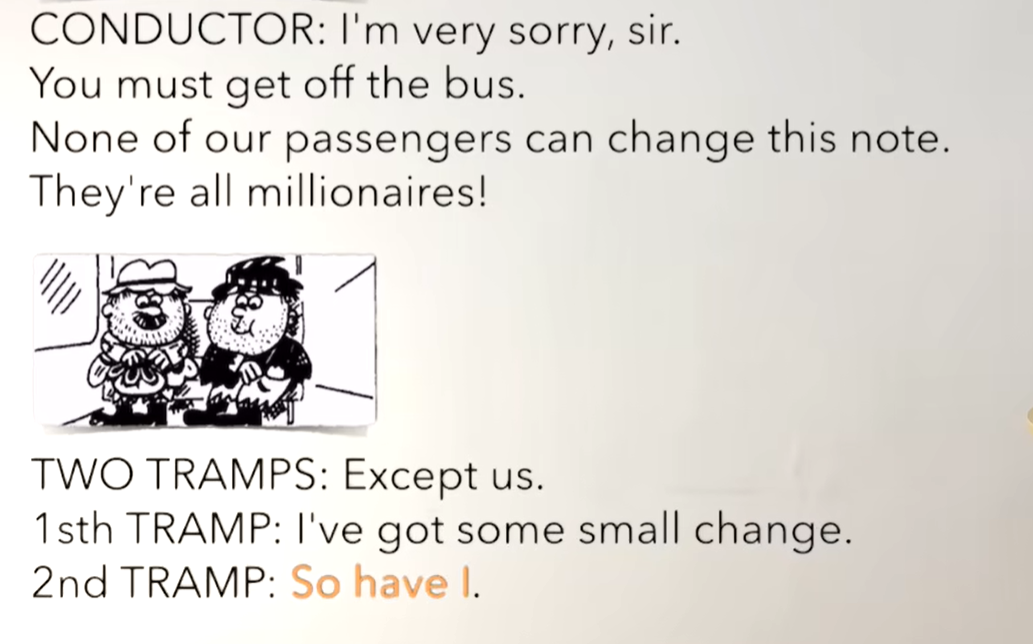 CONDUCTOR: I'm very sorry, sir.
You must get off the bus.
None of our passengers can change this note.
They're all millionaires!
TWO TRAMPS: Except us.
1sth TRAMP: I've got some small change.
2nd TRAMP: So have I.